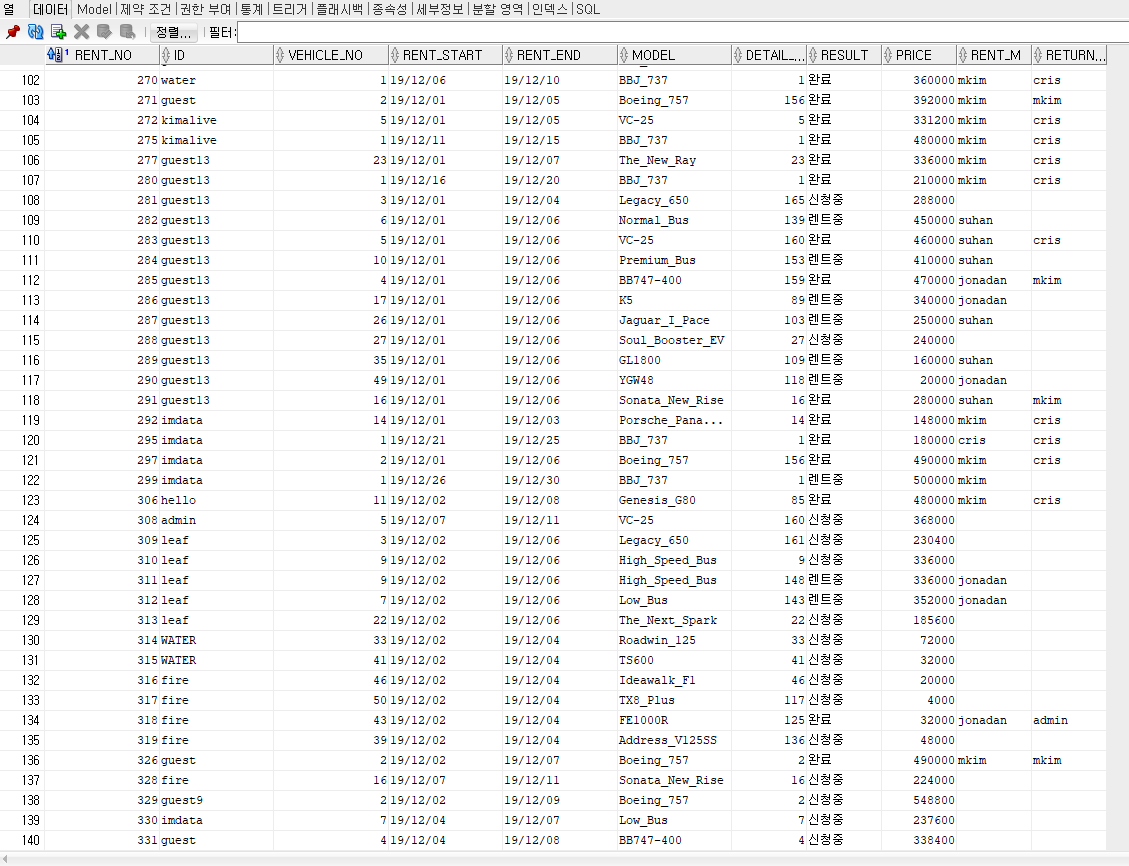 열 | 데이터 | Model | 제약 조건 | 권한 부여 | 통계 | 트리거 | 플래시백 | 종속성 | 세부정보 | 분할 영역 | 인덱스 | SQL
정렬... 필터:
1 RENT_NO ID VEHICLE_NO RENT_START RENT_END MODEL DETAIL_... RESULT PRICE RENT_M RETURN...
102 270 water 1 19/12/06 19/12/10 BBJ_737 1 완료 360000 mkim cris
103 271 guest 2 19/12/01 19/12/05 Boeing_757 156 완료 392000 mkim mkim
104 272 kimalive 5 19/12/01 19/12/05 VC-25 5 완료 331200 mkim cris
105 275 kimalive 1 19/12/11 19/12/15 BBJ_737 1 완료 480000 mkim cris
106 277 guest13 23 19/12/01 19/12/07 The_New_Ray 23 완료 336000 mkim cris
107 280 guest13 1 19/12/16 19/12/20 BBJ_737 1 완료 210000 mkim cris
108 281 guest13 3 19/12/01 19/12/04 Legacy_650 165 신청중 288000
109 282 guest13 6 19/12/01 19/12/06 Normal_Bus 139 렌트중 450000 suhan
110 283 guest13 5 19/12/01 19/12/06 VC-25 160 완료 460000 suhan cris
111 284 guest13 10 19/12/01 19/12/06 Premium_Bus 153 렌트중 410000 suhan
112 285 guest13 4 19/12/01 19/12/06 BB747-400 159 완료 470000 jonadan mkim
113 286 guest13 17 19/12/01 19/12/06 K5 89 렌트중 340000 jonadan
114 287 guest13 26 19/12/01 19/12/06 Jaguar_I_Pace 103 렌트중 250000 suhan
115 288 guest13 27 19/12/01 19/12/06 Soul_Booster_EV 27 신청중 240000
116 289 guest13 35 19/12/01 19/12/06 GL1800 109 렌트중 160000 suhan
117 290 guest13 49 19/12/01 19/12/06 YGW48 118 렌트중 20000 jonadan
118 291 guest13 16 19/12/01 19/12/06 Sonata_New_Rise 16 완료 280000 suhan mkim
119 292 imdata 14 19/12/01 19/12/03 Porsche_Pana... 14 완료 148000 mkim cris
120 295 imdata 1 19/12/21 19/12/25 BBJ_737 1 완료 180000 cris cris
121 297 imdata 2 19/12/01 19/12/06 Boeing_757 156 완료 490000 mkim cris
122 299 imdata 1 19/12/26 19/12/30 BBJ_737 1 렌트중 500000 mkim
123 306 hello 11 19/12/02 19/12/08 Genesis_G80 85 완료 480000 mkim cris
124 308 admin 5 19/12/07 19/12/11 VC-25 160 신청중 368000
125 309 leaf 3 19/12/02 19/12/06 Legacy_650 161 신청중 230400
126 310 leaf 9 19/12/02 19/12/06 High_Speed_Bus 9 신청중 336000
127 311 leaf 9 19/12/02 19/12/06 High_Speed_Bus 148 렌트중 336000 jonadan
128 312 leaf 7 19/12/02 19/12/06 Low_Bus 143 렌트중 352000 jonadan
129 313 leaf 22 19/12/02 19/12/06 The_Next_Spark 22 신청중 185600
130 314 WATER 33 19/12/02 19/12/04 Roadwin_125 33 신청중 72000
131 315 WATER 41 19/12/02 19/12/04 TS600 41 신청중 32000
132 316 fire 46 19/12/02 19/12/04 Ideawalk_F1 46 신청중 20000
133 317 fire 50 19/12/02 19/12/04 TX8_Plus 117 신청중 4000
134 318 fire 43 19/12/02 19/12/04 FE1000R 125 완료 32000 jonadan admin
135 319 fire 39 19/12/02 19/12/04 Address_V125SS 136 신청중 48000
136 326 guest 2 19/12/02 19/12/07 Boeing_757 2 완료 490000 mkim mkim
137 328 fire 16 19/12/07 19/12/11 Sonata_New_Rise 16 신청중 224000
138 329 guest9 2 19/12/02 19/12/09 Boeing_757 2 신청중 548800
139 330 imdata 7 19/12/04 19/12/07 Low_Bus 7 신청중 237600
140 331 guest 4 19/12/04 19/12/08 BB747-400 4 신청중 338400